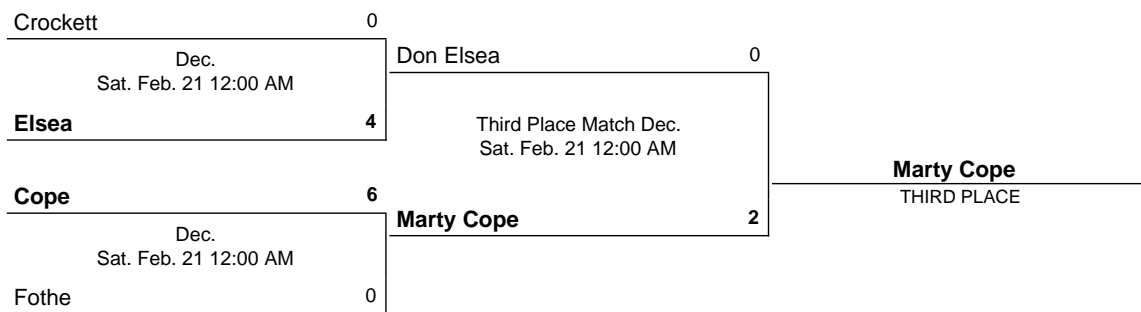 Crockett 0
Dec.
Sat. Feb. 21 12:00 AM
Elsea 4
Don Elsea 0
Third Place Match Dec.
Sat. Feb. 21 12:00 AM
Cope 6
Dec.
Sat. Feb. 21 12:00 AM
Fothe 0
Marty Cope 2
Marty Cope
THIRD PLACE